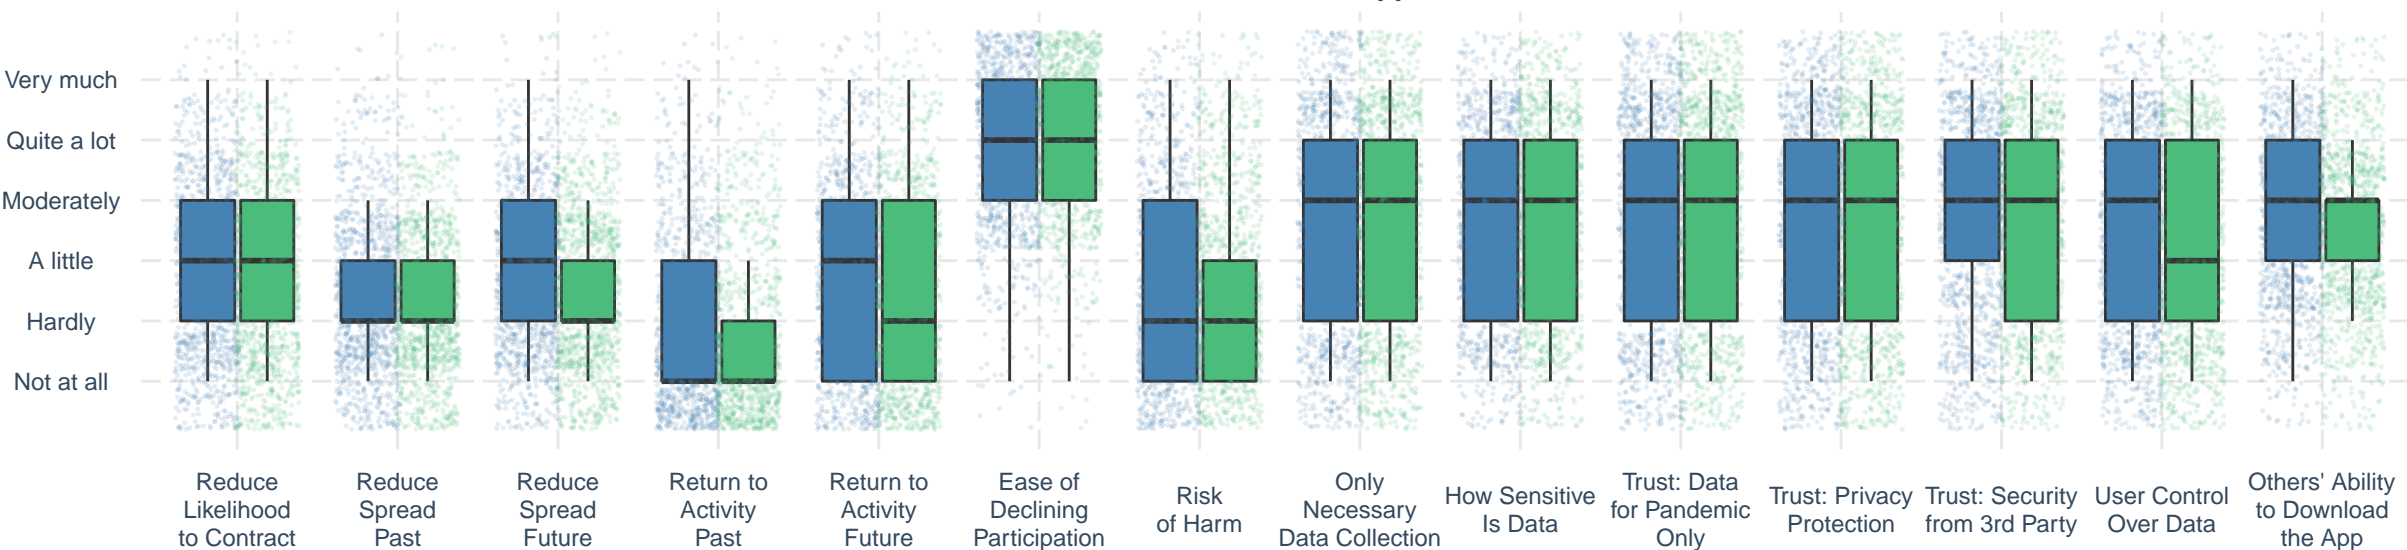 Very much
Quite a lot
Moderately
A little
Hardly
Not at all
Reduce
Likelihood
to Contract
Reduce
Spread
Past
Reduce
Spread
Future
Return to
Activity
Past
Return to
Activity
Future
Ease of
Declining
Participation
Risk
of Harm
Only
Necessary
Data Collection
How Sensitive
Is Data
Trust: Data
for Pandemic
Only
Trust: Privacy
Protection
Trust: Security
from 3rd Party
User Control
Over Data
Others' Ability
to Download
the App